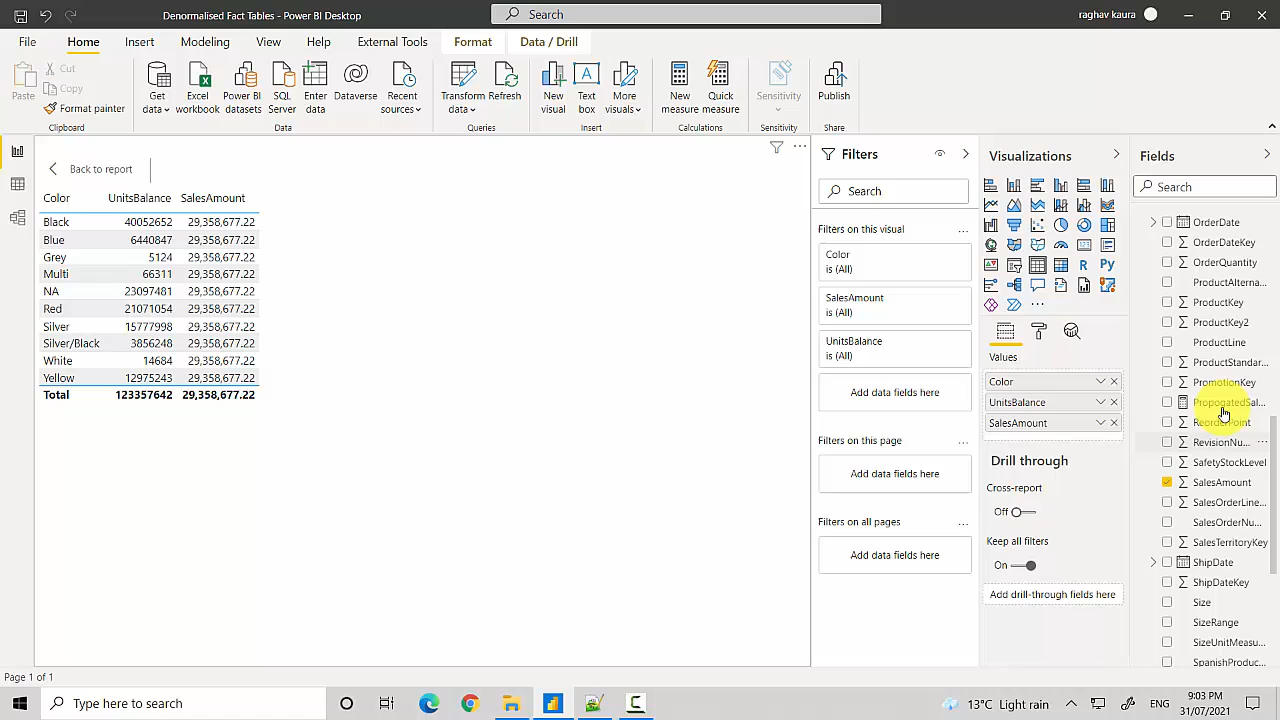 Denormalised Fact Tables - Power BI Desktop
Search
raghav kaura
File Home Insert Modeling View Help External Tools Format Data / Drill
Paste
Cut
Copy
Format painter
Clipboard
Get data
Excel workbook
Power BI datasets
SQL Server
Enter data
Dataverse
Recent sources
Data
Transform data
Refresh
Queries
New visual
Text box
More visuals
Insert
New measure
Quick measure
Calculations
Sensitivity
Sensitivity
Publish
Share
Back to report
Color UnitsBalance SalesAmount
Black 40052652 29,358,677.22
Blue 6440847 29,358,677.22
Grey 5124 29,358,677.22
Multi 66311 29,358,677.22
NA 23097481 29,358,677.22
Red 21071054 29,358,677.22
Silver 15777998 29,358,677.22
Silver/Black 3856248 29,358,677.22
White 14684 29,358,677.22
Yellow 12975243 29,358,677.22
Total 123357642 29,358,677.22
Filters
Search
Filters on this visual ...
Color
is (All)
SalesAmount
is (All)
UnitsBalance
is (All)
Add data fields here
Filters on this page ...
Add data fields here
Filters on all pages ...
Add data fields here
Visualizations
R Py
...
Values
Color
UnitsBalance
SalesAmount
Drill through
Cross-report
Off
Keep all filters
On
Add drill-through fields here
Fields
Search
OrderDate
OrderDateKey
OrderQuantity
ProductAlterna...
ProductKey
ProductKey2
ProductLine
ProductStandar...
PromotionKey
PropogatedSal...
ReorderPoint
RevisionNu... ...
SafetyStockLevel
SalesAmount
SalesOrderLine...
SalesOrderNu...
SalesTerritoryKey
ShipDate
ShipDateKey
Size
SizeRange
SizeUnitMeasu...
SpanishProduc...
Page 1 of 1
Type here to search
13°C Light rain
ENG
9:03 PM
31/07/2021